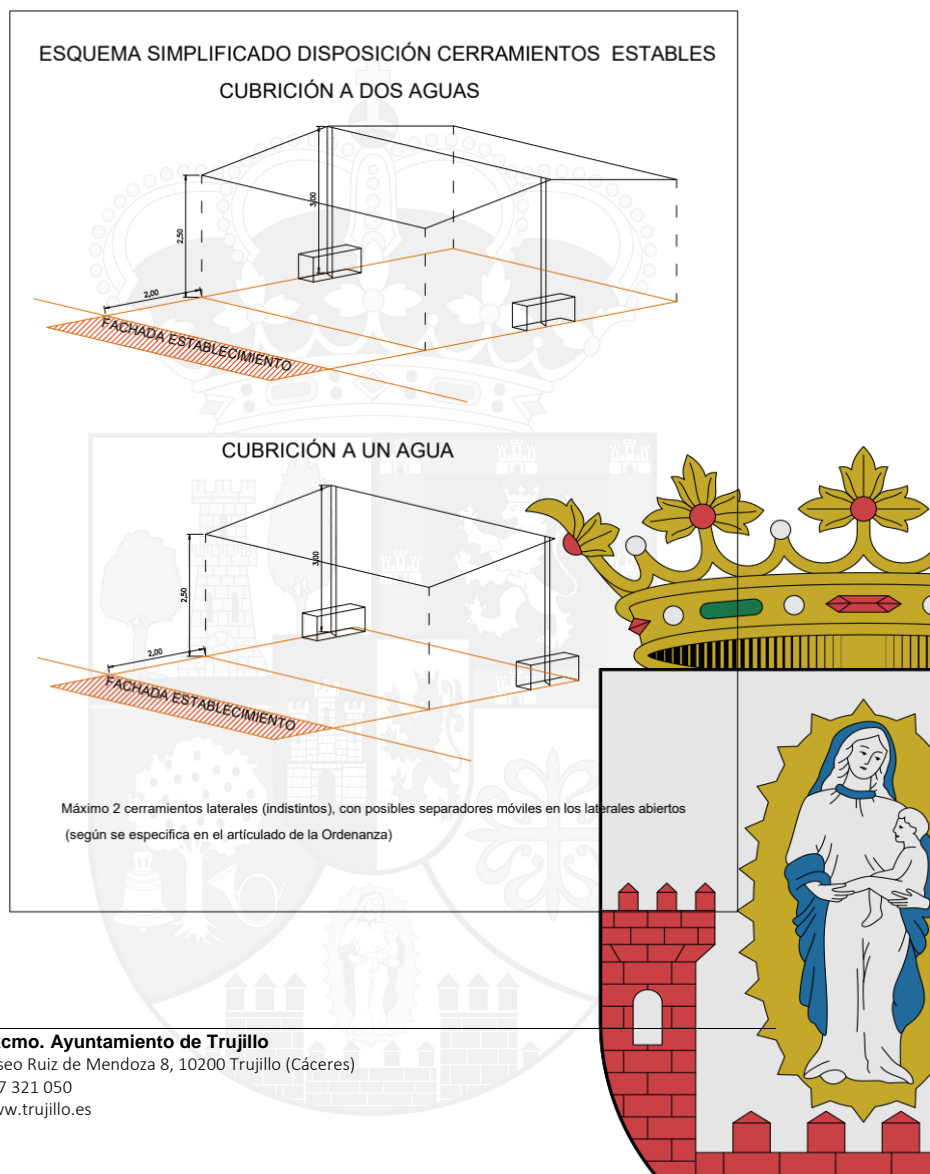 ESQUEMA SIMPLIFICADO DISPOSICIÓN CERRAMIENTOS ESTABLES
CUBRICIÓN A DOS AGUAS
3,00
2,50
2,00
FACHADA ESTABLECIMIENTO
CUBRICIÓN A UN AGUA
3,00
2,50
2,00
FACHADA ESTABLECIMIENTO
Máximo 2 cerramientos laterales (indistintos), con posibles separadores móviles en los laterales abiertos
(según se especifica en el artículado de la Ordenanza)
cmo. Ayuntamiento de Trujillo
seo Ruiz de Mendoza 8, 10200 Trujillo (Cáceres)
7 321 050
w.trujillo.es